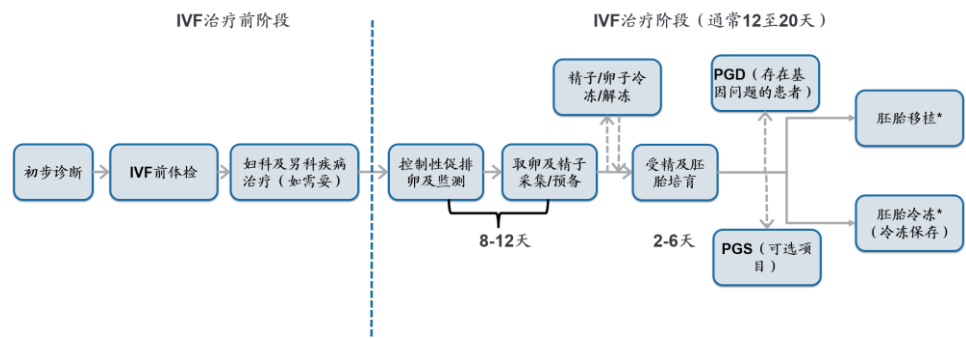 IVF治疗前阶段
IVF治疗阶段（通常12至20天）
初步诊断
IVF前体检
妇科及男科疾病
治疗（如需要）
控制性促排
卵及监测
取卵及精子
采集/预备
8-12天
精子/卵子冷
冻/解冻
受精及胚
胎培育
2-6天
PGD（存在基
因问题的患者）
PGS（可选项
目）
胚胎移植*
胚胎冷冻*
（冷冻保存）